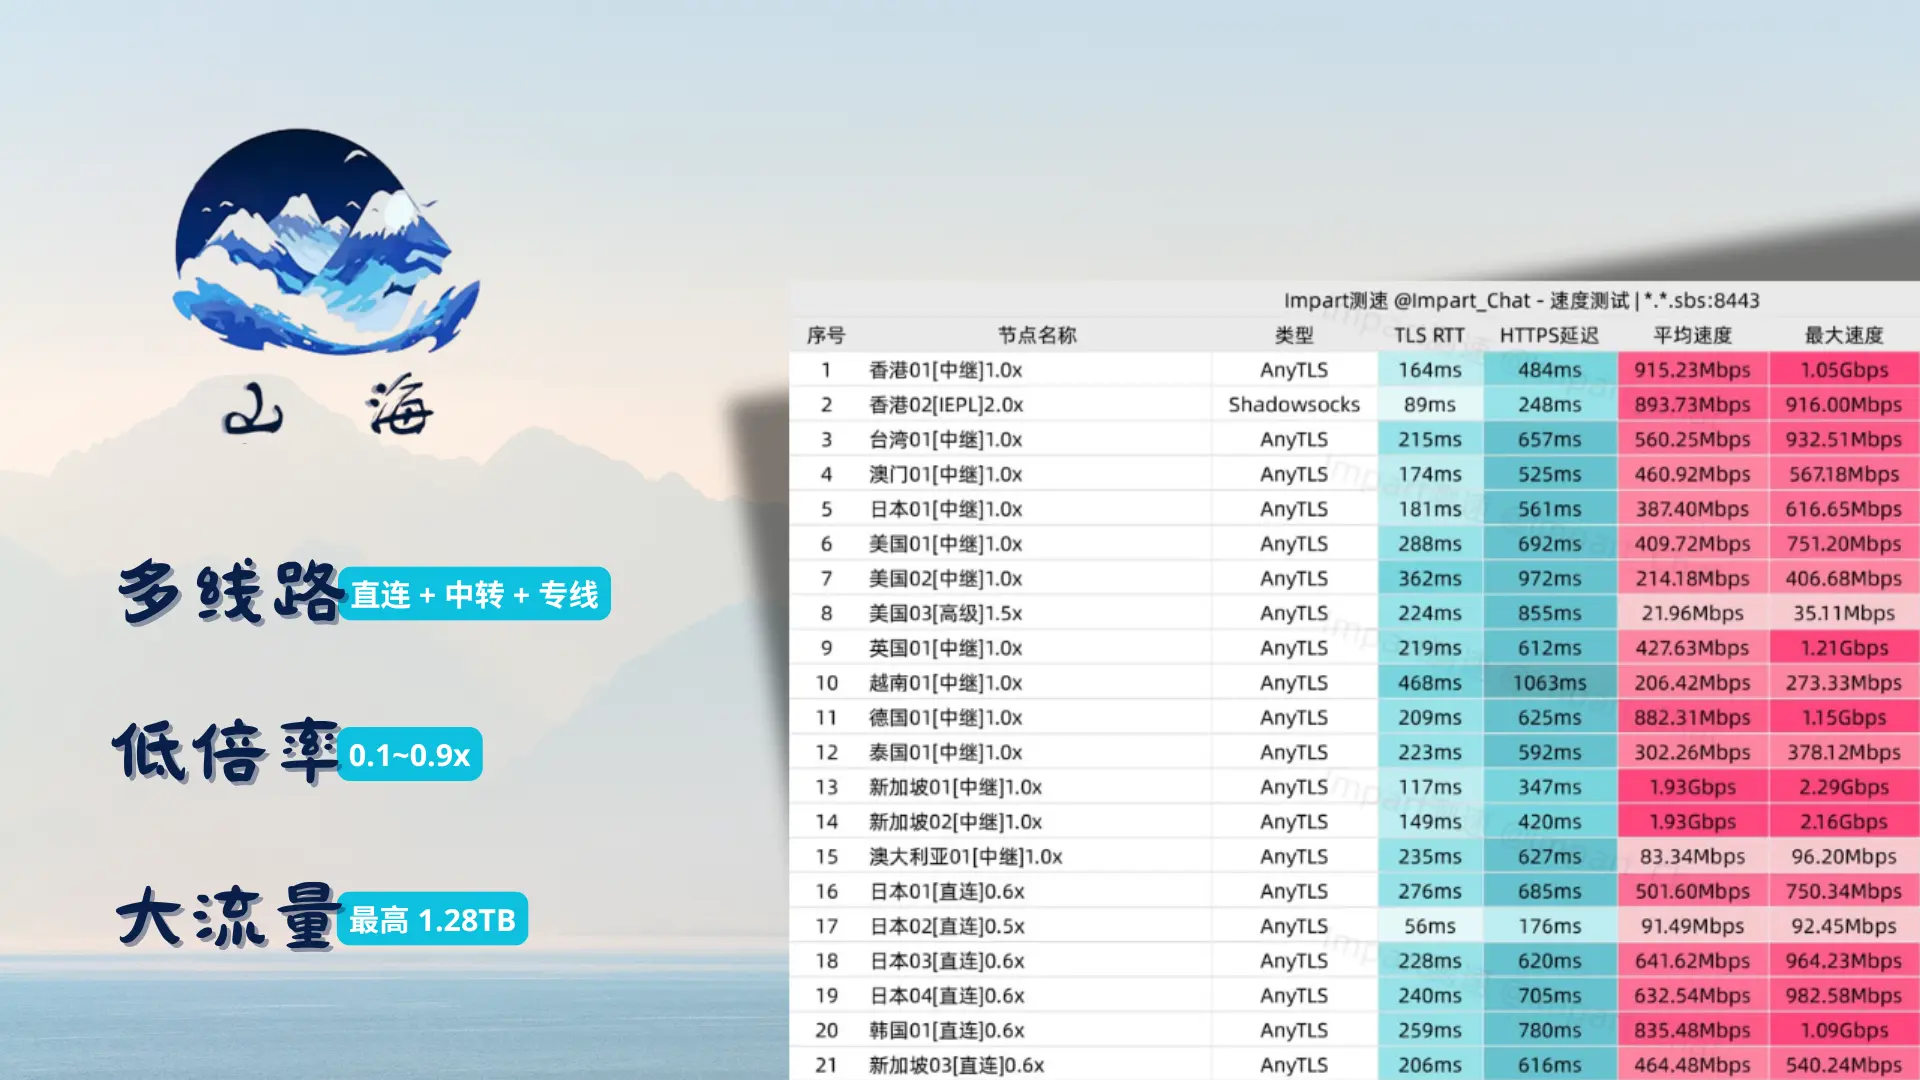 山 海
多线路 直连 + 中转 + 专线
低倍率 0.1~0.9x
大流量 最高 1.28TB
Impart测速 @Impart_Chat - 速度测试 | *.*.sbs:8443
序号 节点名称 类型 TLS RTT HTTPS延迟 平均速度 最大速度
1 香港01[中继]1.0x AnyTLS 164ms 484ms 915.23Mbps 1.05Gbps
2 香港02[IEPL]2.0x Shadowsocks 89ms 248ms 893.73Mbps 916.00Mbps
3 台湾01[中继]1.0x AnyTLS 215ms 657ms 560.25Mbps 932.51Mbps
4 澳门01[中继]1.0x AnyTLS 174ms 525ms 460.92Mbps 567.18Mbps
5 日本01[中继]1.0x AnyTLS 181ms 561ms 387.40Mbps 616.65Mbps
6 美国01[中继]1.0x AnyTLS 288ms 692ms 409.72Mbps 751.20Mbps
7 美国02[中继]1.0x AnyTLS 362ms 972ms 214.18Mbps 406.68Mbps
8 美国03[高级]1.5x AnyTLS 224ms 855ms 21.96Mbps 35.11Mbps
9 英国01[中继]1.0x AnyTLS 219ms 612ms 427.63Mbps 1.21Gbps
10 越南01[中继]1.0x AnyTLS 468ms 1063ms 206.42Mbps 273.33Mbps
11 德国01[中继]1.0x AnyTLS 209ms 625ms 882.31Mbps 1.15Gbps
12 泰国01[中继]1.0x AnyTLS 223ms 592ms 302.26Mbps 378.12Mbps
13 新加坡01[中继]1.0x AnyTLS 117ms 347ms 1.93Gbps 2.29Gbps
14 新加坡02[中继]1.0x AnyTLS 149ms 420ms 1.93Gbps 2.16Gbps
15 澳大利亚01[中继]1.0x AnyTLS 235ms 627ms 83.34Mbps 96.20Mbps
16 日本01[直连]0.6x AnyTLS 276ms 685ms 501.60Mbps 750.34Mbps
17 日本02[直连]0.5x AnyTLS 56ms 176ms 91.49Mbps 92.45Mbps
18 日本03[直连]0.6x AnyTLS 228ms 620ms 641.62Mbps 964.23Mbps
19 日本04[直连]0.6x AnyTLS 240ms 705ms 632.54Mbps 982.58Mbps
20 韩国01[直连]0.6x AnyTLS 259ms 780ms 835.48Mbps 1.09Gbps
21 新加坡03[直连]0.6x AnyTLS 206ms 616ms 464.48Mbps 540.24Mbps